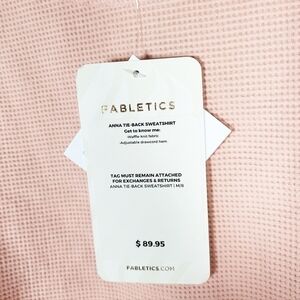 FABLETICS
ANNA TIE-BACK SWEATSHIRT
Get to know me:
-Waffle knit fabric
-Adjustable drawcord hem
TAG MUST REMAIN ATTACHED
FOR EXCHANGES & RETURNS
ANNA TIE-BACK SWEATSHIRT | M/8
$ 89.95
FABLETICS.COM